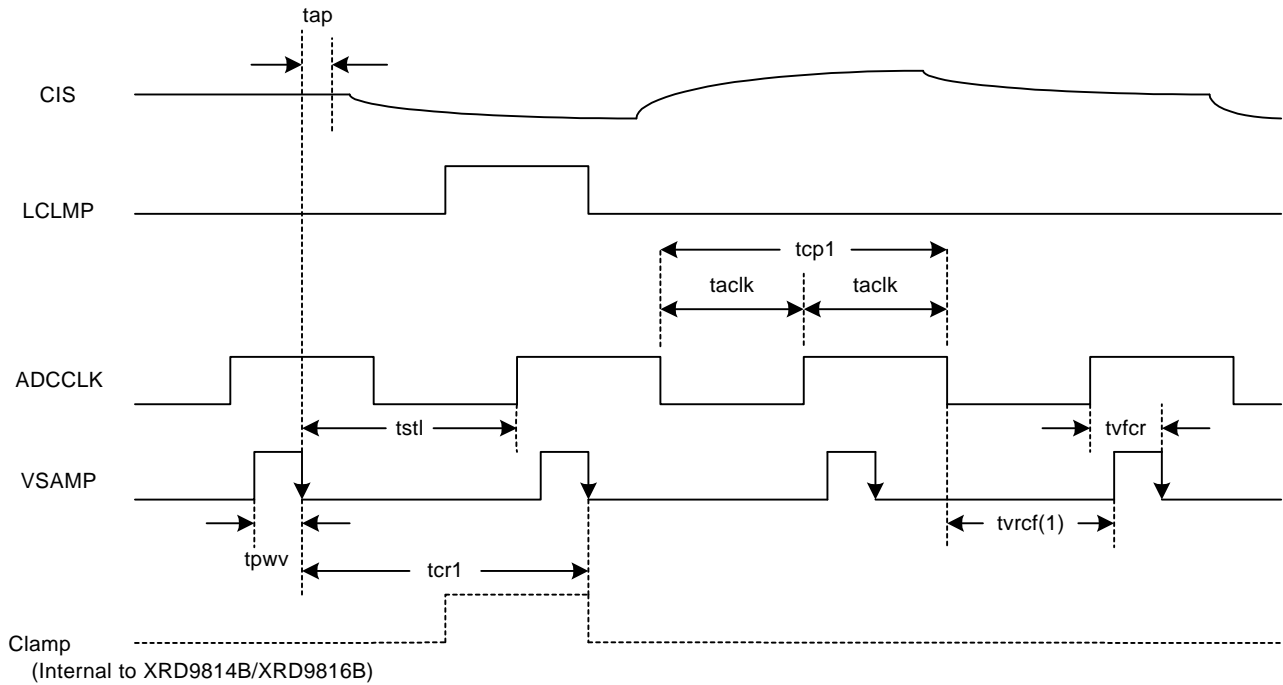 tap
CIS
LCLMP
tcp1
taclk
taclk
ADCCLK
tstl
tvfcr
VSAMP
tpwv
tvrcf(1)
tcr1
Clamp
(Internal to XRD9814B/XRD9816B)